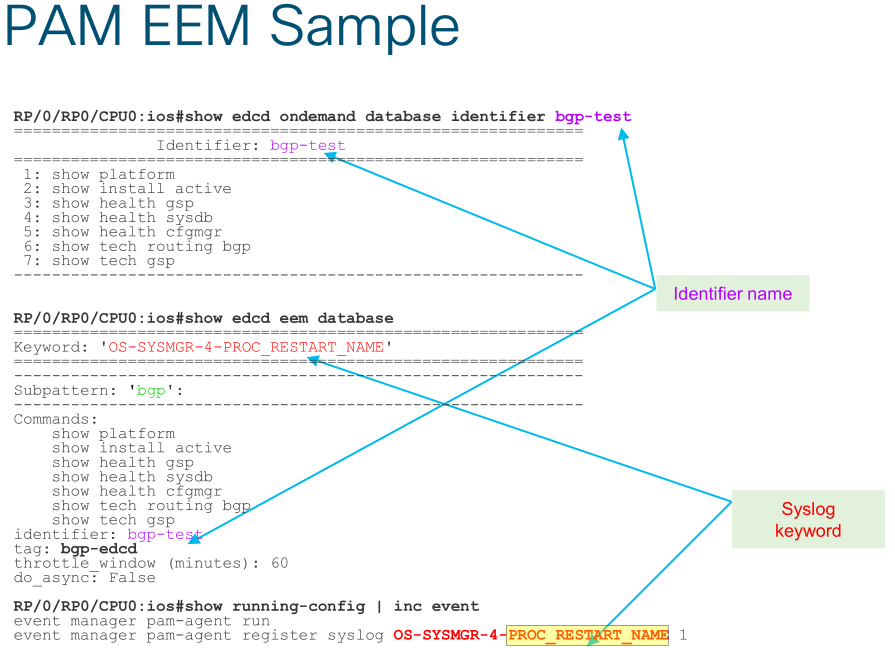 PAM EEM Sample
RP/0/RP0/CPU0:ios#show edcd ondemand database identifier bgp-test
============================================================
Identifier: bgp-test
============================================================
1: show platform
2: show install active
3: show health gsp
4: show health sysdb
5: show health cfgmgr
6: show tech routing bgp
7: show tech gsp
------------------------------------------------------------
Identifier name
RP/0/RP0/CPU0:ios#show edcd eem database
============================================================
Keyword: 'OS-SYSMGR-4-PROC_RESTART_NAME'
============================================================
------------------------------------------------------------
Subpattern: 'bgp':
------------------------------------------------------------
Commands:
show platform
show install active
show health gsp
show health sysdb
show health cfgmgr
show tech routing bgp
show tech gsp
identifier: bgp-test
tag: bgp-edcd
throttle_window (minutes): 60
do_async: False
Syslog
keyword
RP/0/RP0/CPU0:ios#show running-config | inc event
event manager pam-agent run
event manager pam-agent register syslog OS-SYSMGR-4-PROC_RESTART_NAME 1